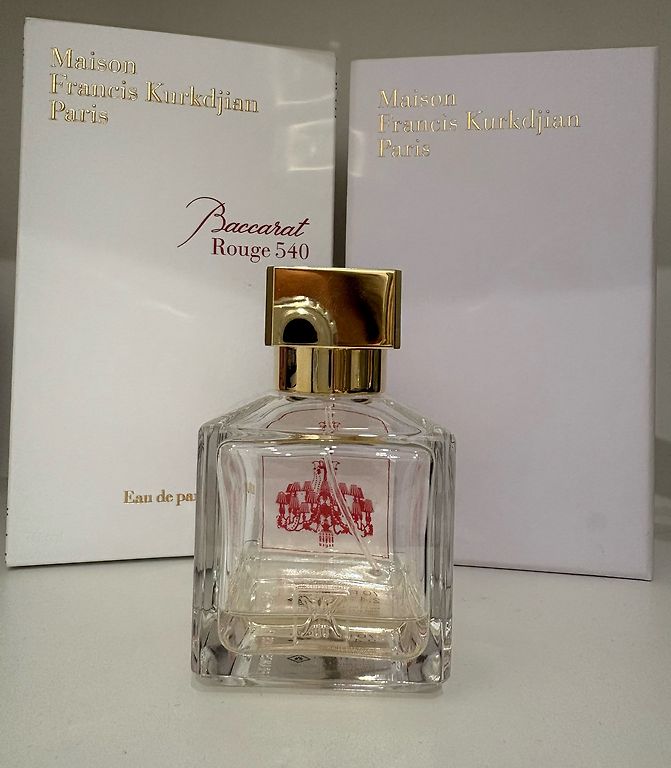 Maison
Francis Kurkdjian
Paris
Baccarat
Rouge 540
Eau de par
Maison
Francis Kurkdjian
Paris